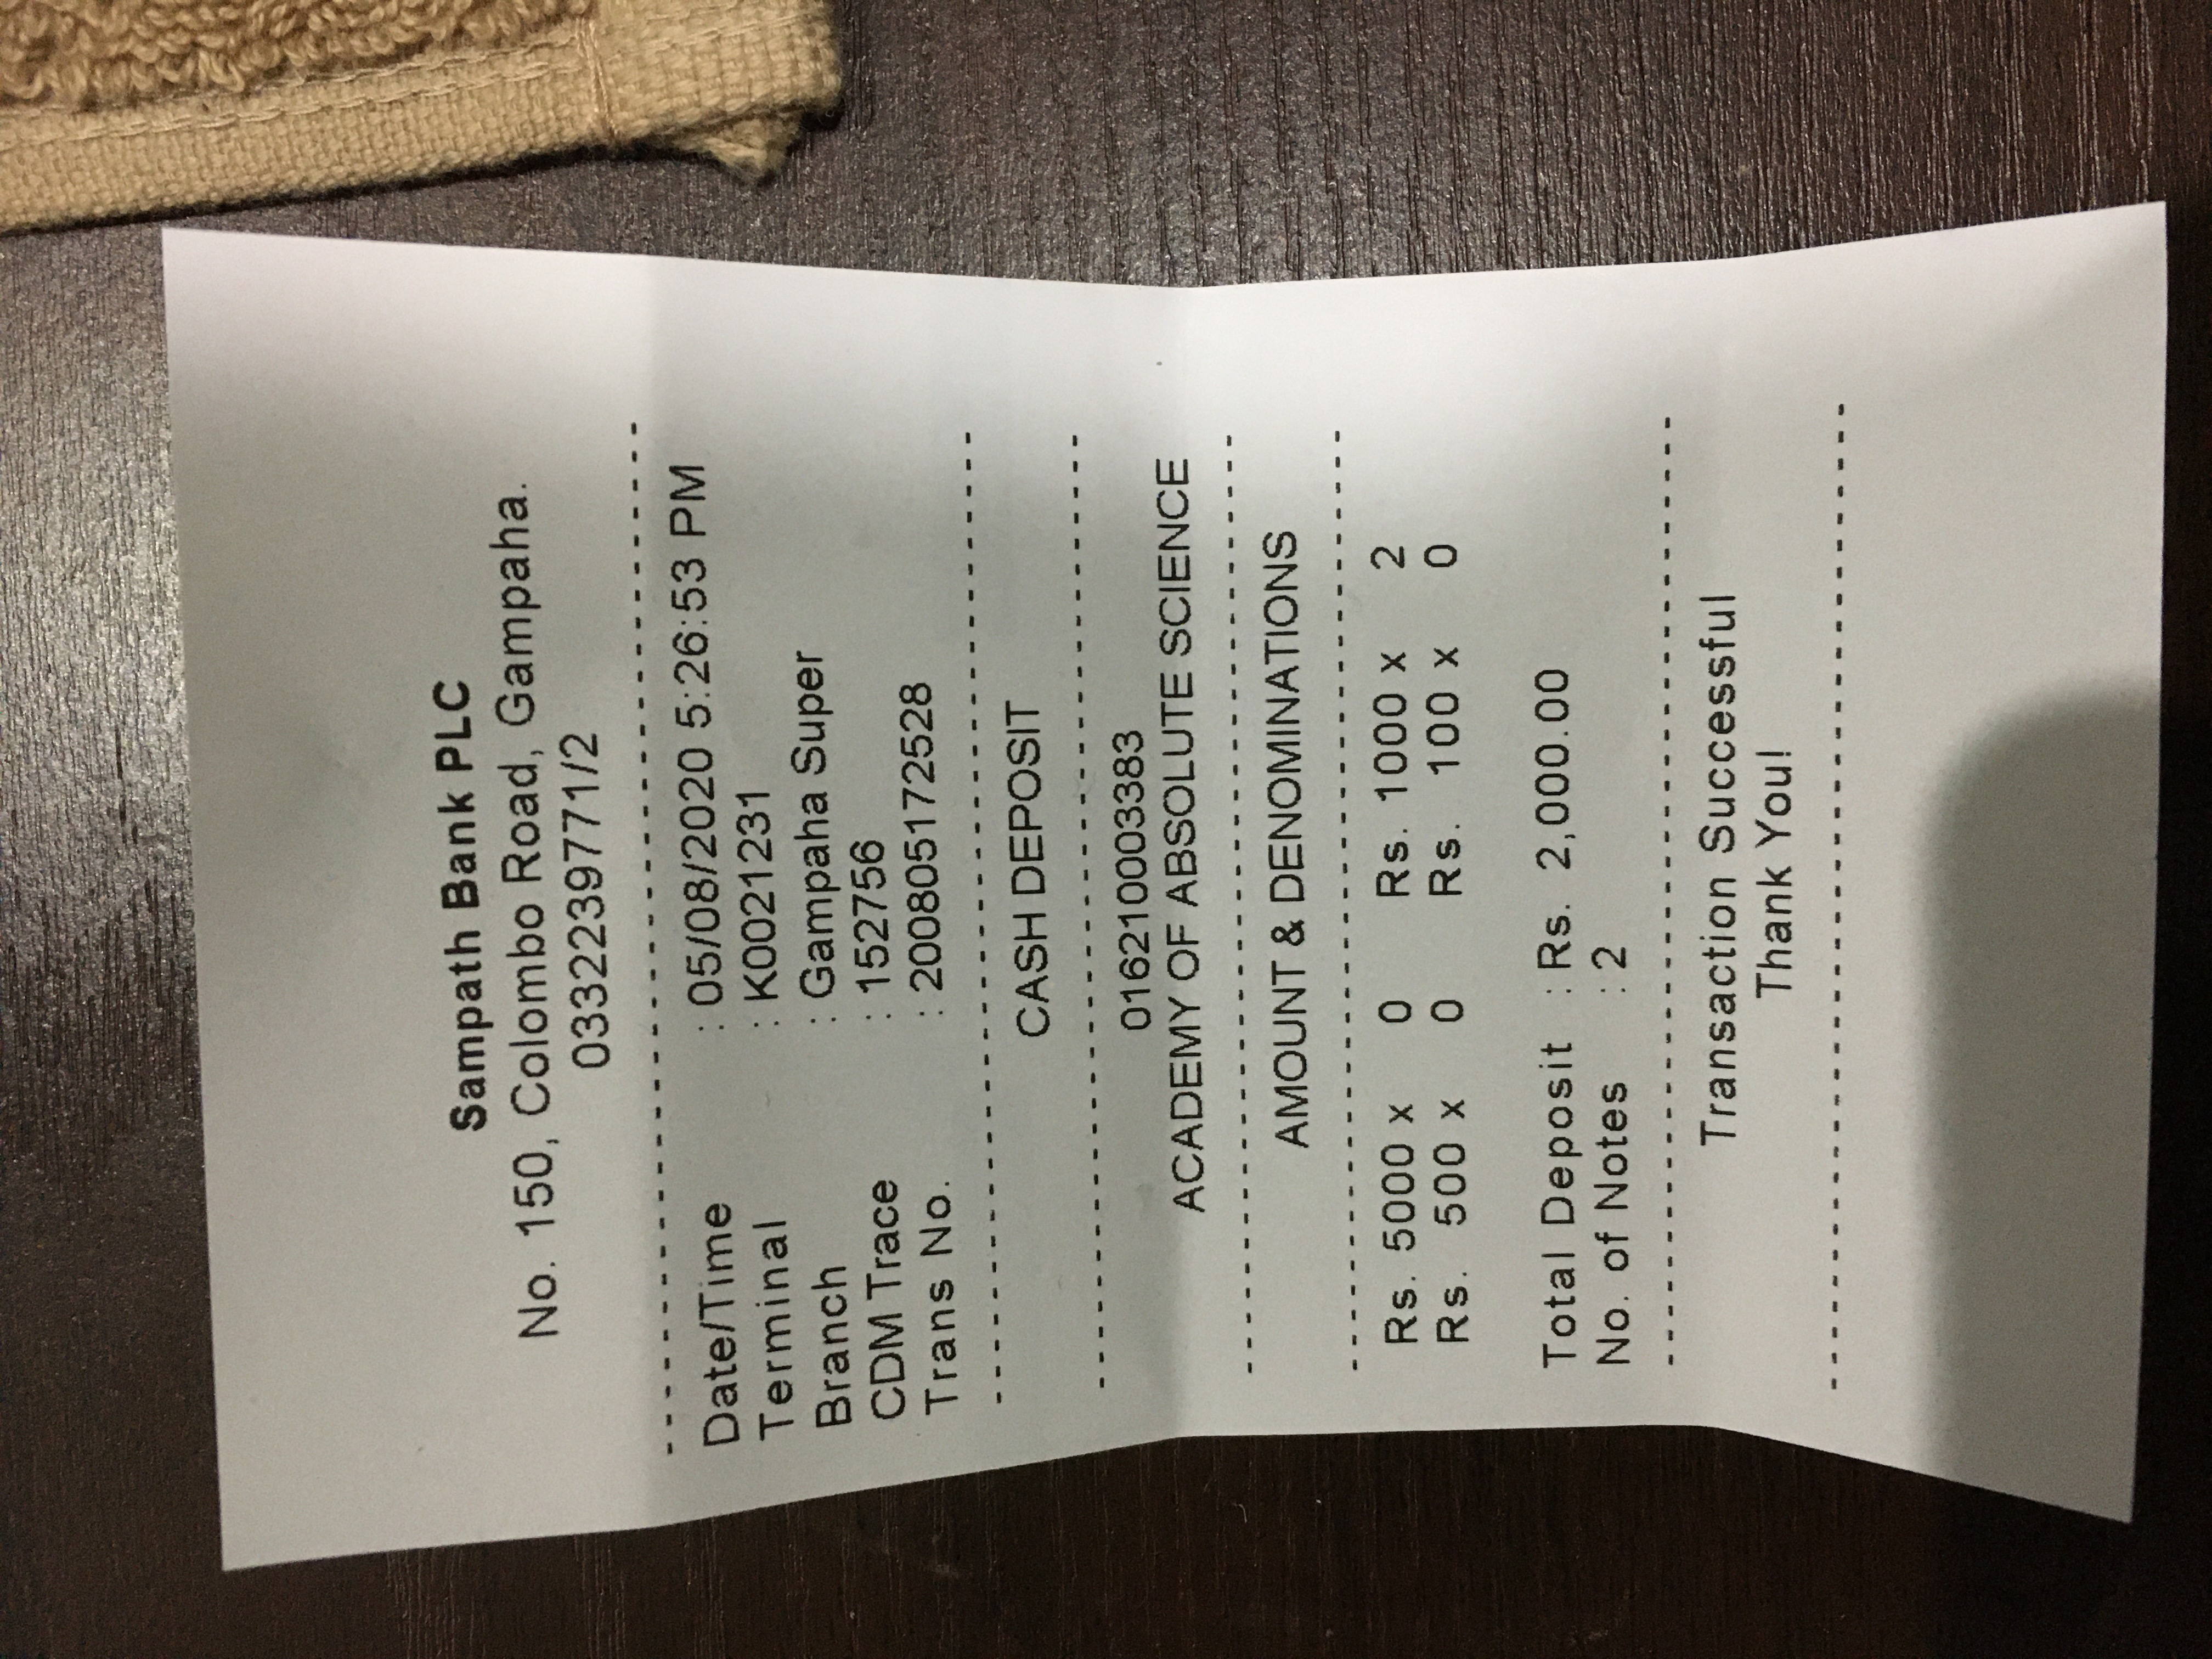 Sampath Bank PLC
No. 150, Colombo Road, Gampaha.
0332239771/2
Date/Time : 05/08/2020 5:26:53 PM
Terminal : K0021231
Branch : Gampaha Super
CDM Trace : 152756
Trans No. : 200805172528
CASH DEPOSIT
016210003383
ACADEMY OF ABSOLUTE SCIENCE
AMOUNT & DENOMINATIONS
Rs. 5000 x 0 Rs. 1000 x 2
Rs. 500 x 0 Rs. 100 x 0
Total Deposit : Rs. 2,000.00
No. of Notes : 2
Transaction Successful
Thank You!